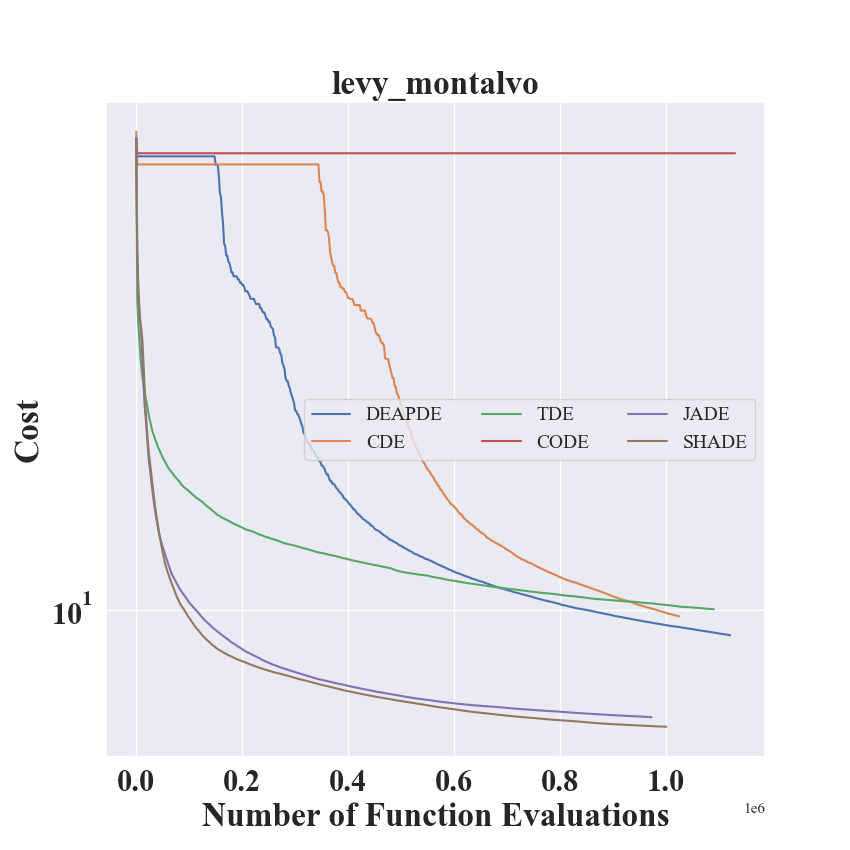 levy_montalvo
Cost
10^1
DEAPDE TDE JADE
CDE CODE SHADE
0.0 0.2 0.4 0.6 0.8 1.0
Number of Function Evaluations 1e6